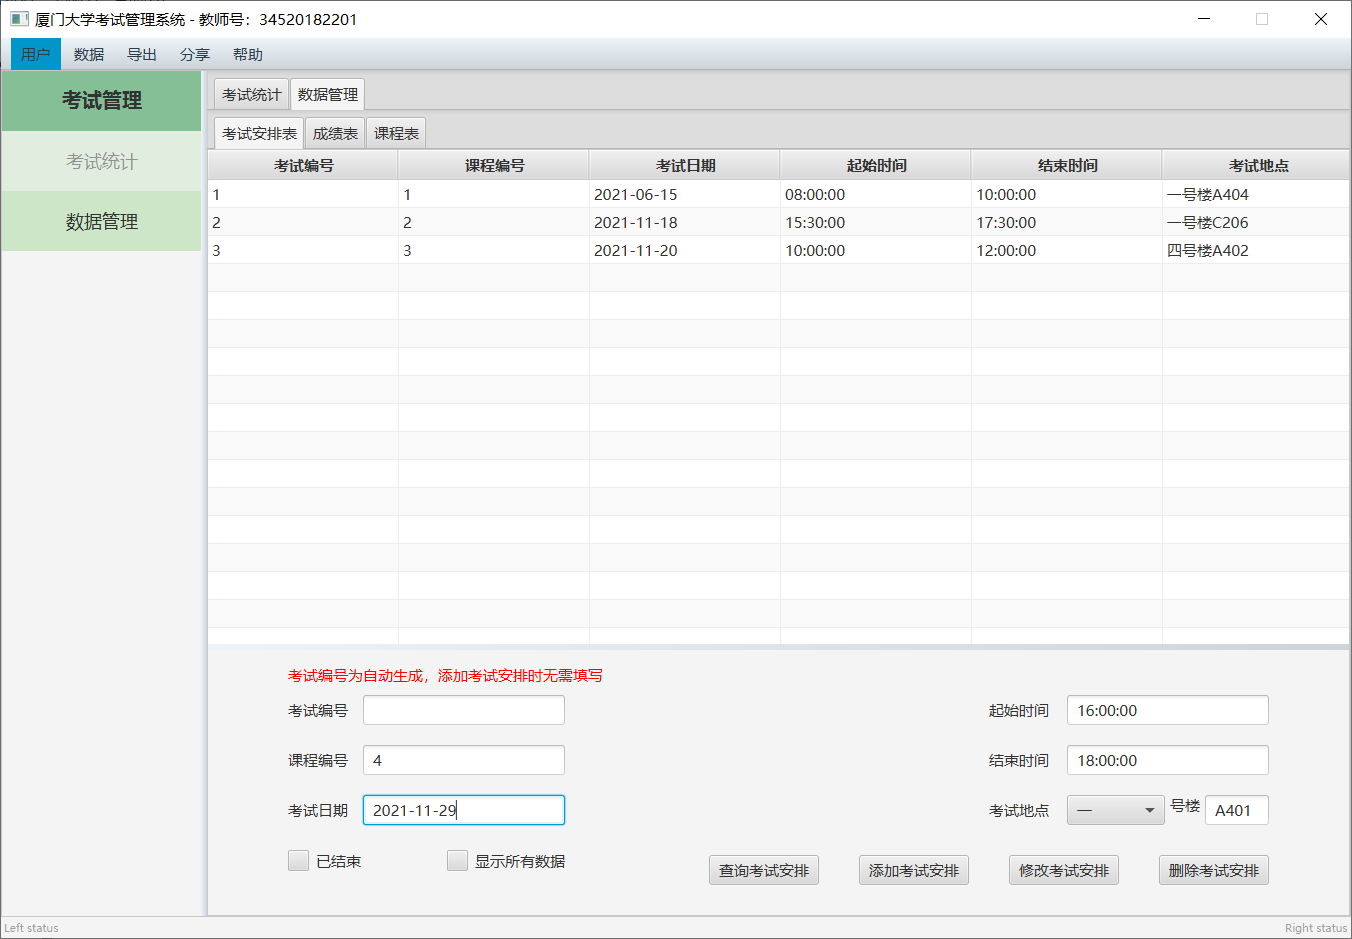 厦门大学考试管理系统 - 教师号：34520182201
用户 数据 导出 分享 帮助
考试管理
考试统计
数据管理
考试统计 数据管理
考试安排表 成绩表 课程表
考试编号 课程编号 考试日期 起始时间 结束时间 考试地点
1 1 2021-06-15 08:00:00 10:00:00 一号楼A404
2 2 2021-11-18 15:30:00 17:30:00 一号楼C206
3 3 2021-11-20 10:00:00 12:00:00 四号楼A402
考试编号为自动生成，添加考试安排时无需填写
考试编号 起始时间 16:00:00
课程编号 4 结束时间 18:00:00
考试日期 2021-11-29 考试地点 一 号楼 A401
已结束 显示所有数据 查询考试安排 添加考试安排 修改考试安排 删除考试安排
Left status Right status